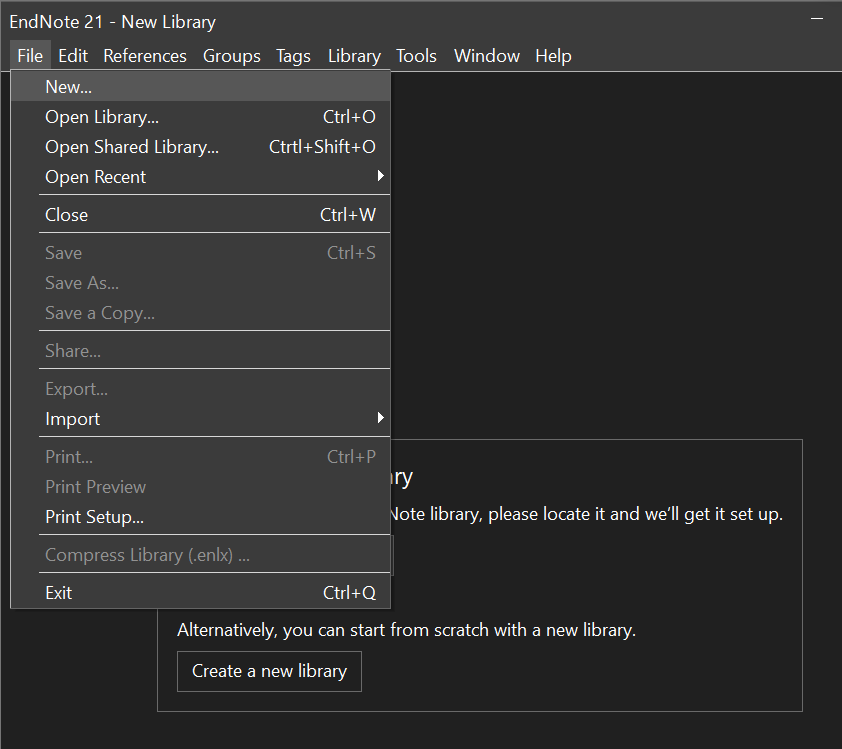 EndNote 21 - New Library
File Edit References Groups Tags Library Tools Window Help
New...
Open Library... Ctrl+O
Open Shared Library... Ctrtl+Shift+O
Open Recent
Close Ctrl+W
Save Ctrl+S
Save As...
Save a Copy...
Share...
Export...
Import
Print... Ctrl+P
Print Preview
Print Setup...
Compress Library (.enlx) ...
Exit Ctrl+Q
ry
Note library, please locate it and we'll get it set up.
Alternatively, you can start from scratch with a new library.
Create a new library